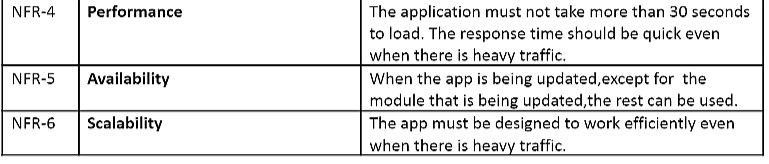 NFR-4 Performance The application must not take more than 30 seconds
to load. The response time should be quick even
when there is heavy traffic.
NFR-5 Availability When the app is being updated,except for the
module that is being updated,the rest can be used.
NFR-6 Scalability The app must be designed to work efficiently even
when there is heavy traffic.